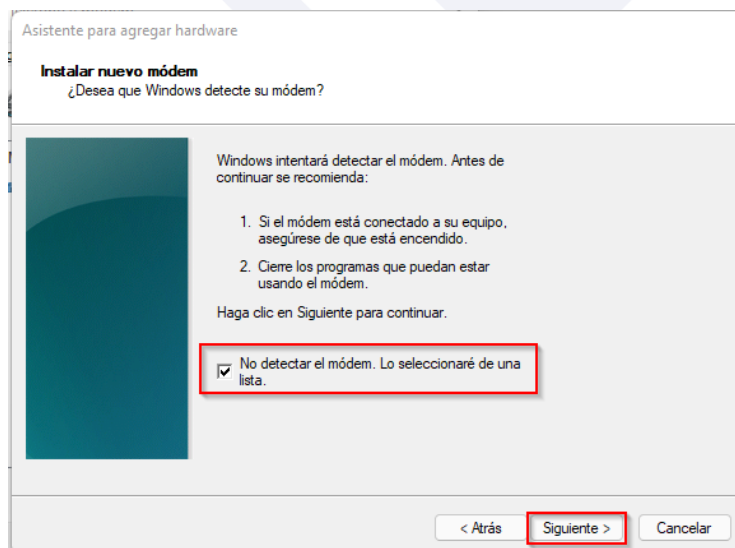 Asistente para agregar hardware
Instalar nuevo módem
¿Desea que Windows detecte su módem?
Windows intentará detectar el módem. Antes de
continuar se recomienda:
1. Si el módem está conectado a su equipo,
asegúrese de que está encendido.
2. Cierre los programas que puedan estar
usando el módem.
Haga clic en Siguiente para continuar.
No detectar el módem. Lo seleccionaré de una
lista.
< Atrás
Siguiente >
Cancelar